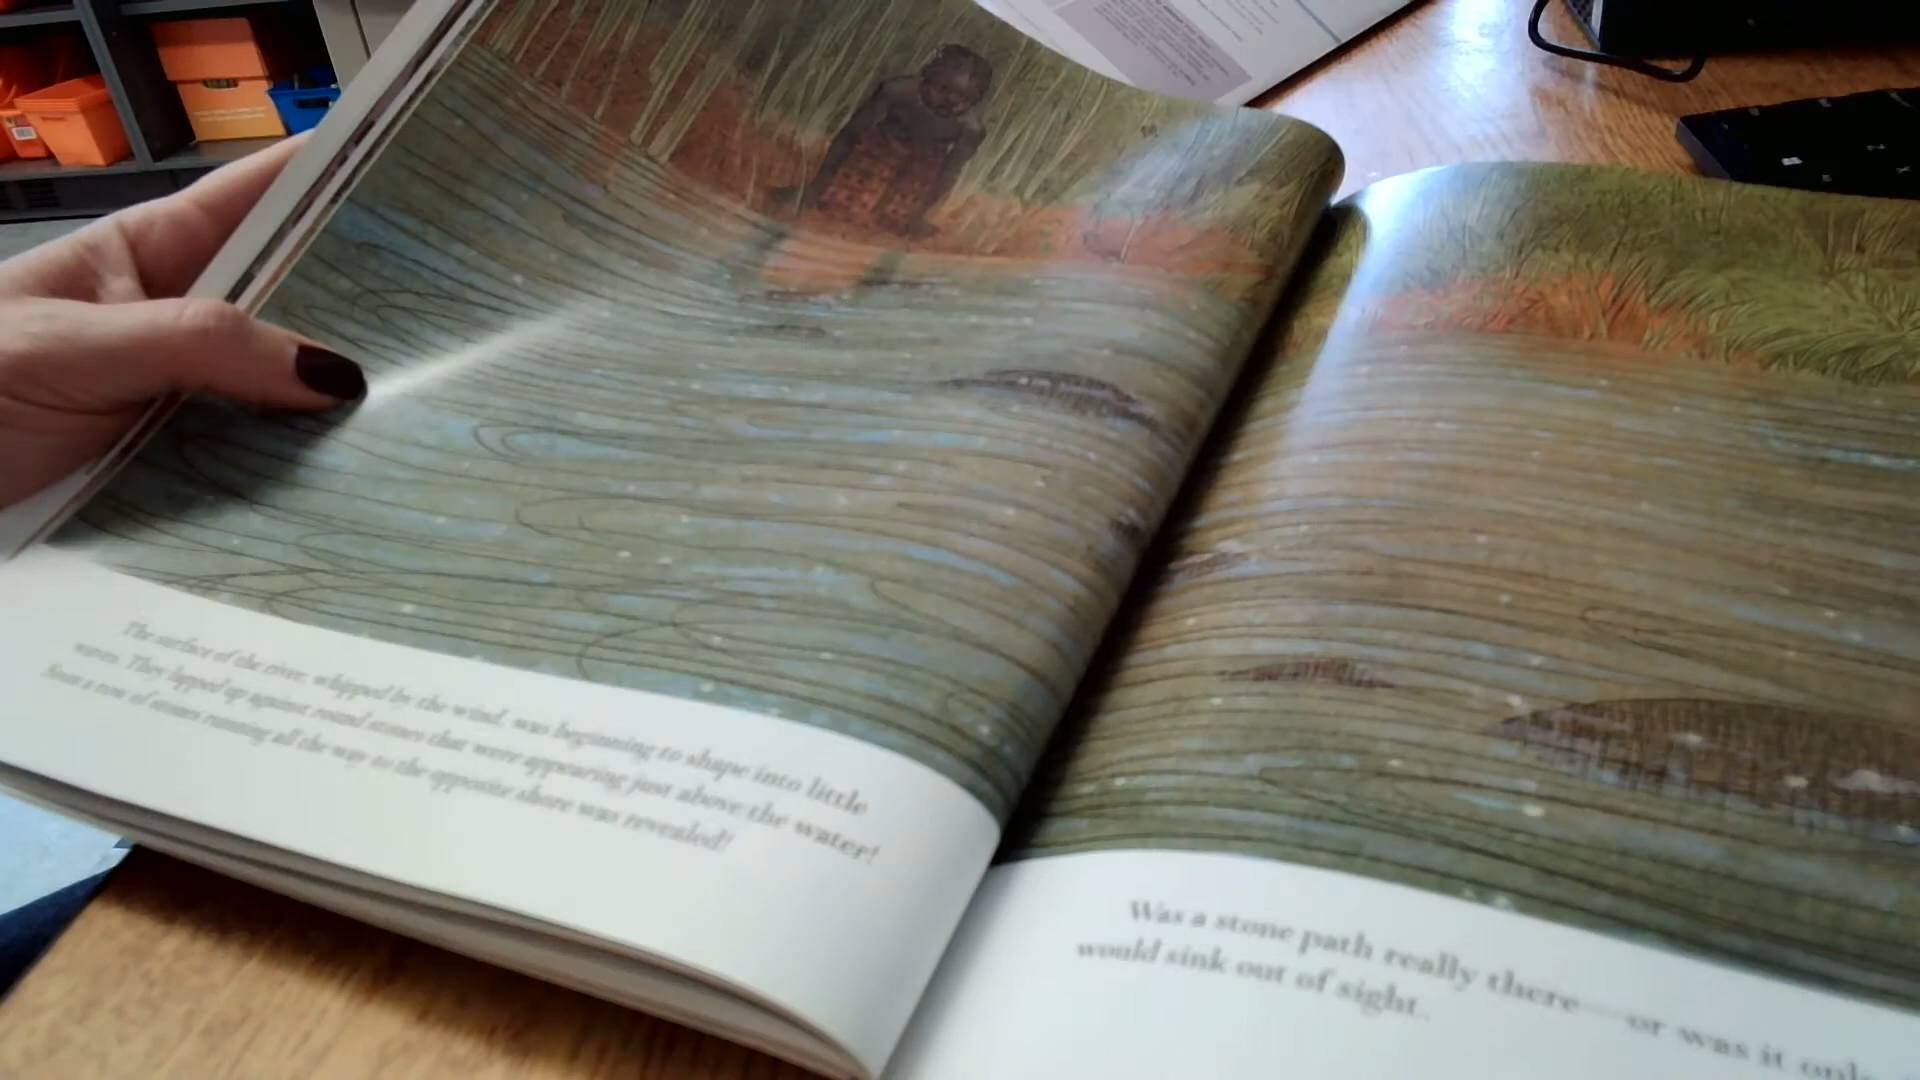 The surface of the river, whipped by the wind, was beginning to shape into little
waves. They lapped up against round stones that were appearing just above the water!
Soon a row of stones running all the way to the opposite shore was revealed!
Was a stone path really there—or was it only
would sink out of sight.